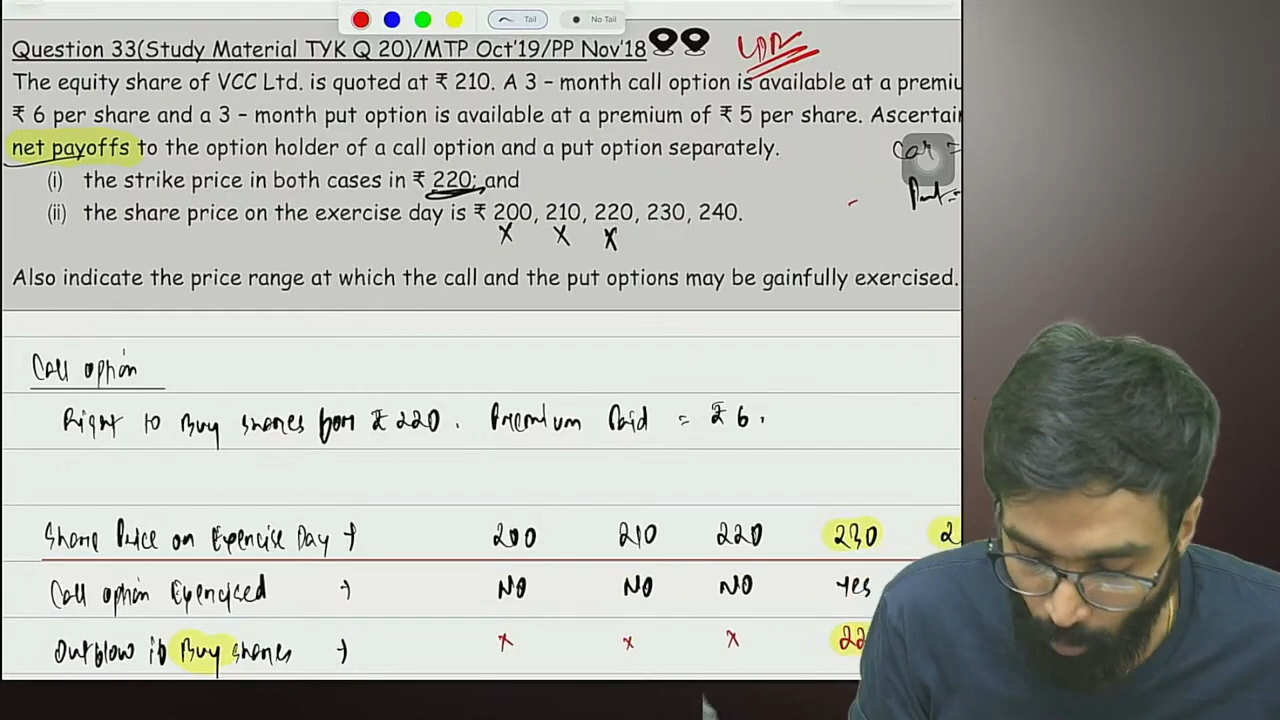 Tail
No Tail
Question 33(Study Material TYK Q 20)/MTP Oct'19/PP Nov'18
The equity share of VCC Ltd. is quoted at ₹ 210. A 3 – month call option is available at a premiu
₹ 6 per share and a 3 – month put option is available at a premium of ₹ 5 per share. Ascertain
net payoffs to the option holder of a call option and a put option separately.
(i) the strike price in both cases in ₹ 220; and
(ii) the share price on the exercise day is ₹ 200, 210, 220, 230, 240.
X X X
Also indicate the price range at which the call and the put options may be gainfully exercised.
Call option
Right to Buy shares for ₹ 220. Premium Paid = ₹ 6.
Share Price on Exercise Day → 200 210 220 230 2
Call option Exercised → NO NO NO Yes
Outflow to Buy shares → x x x 22